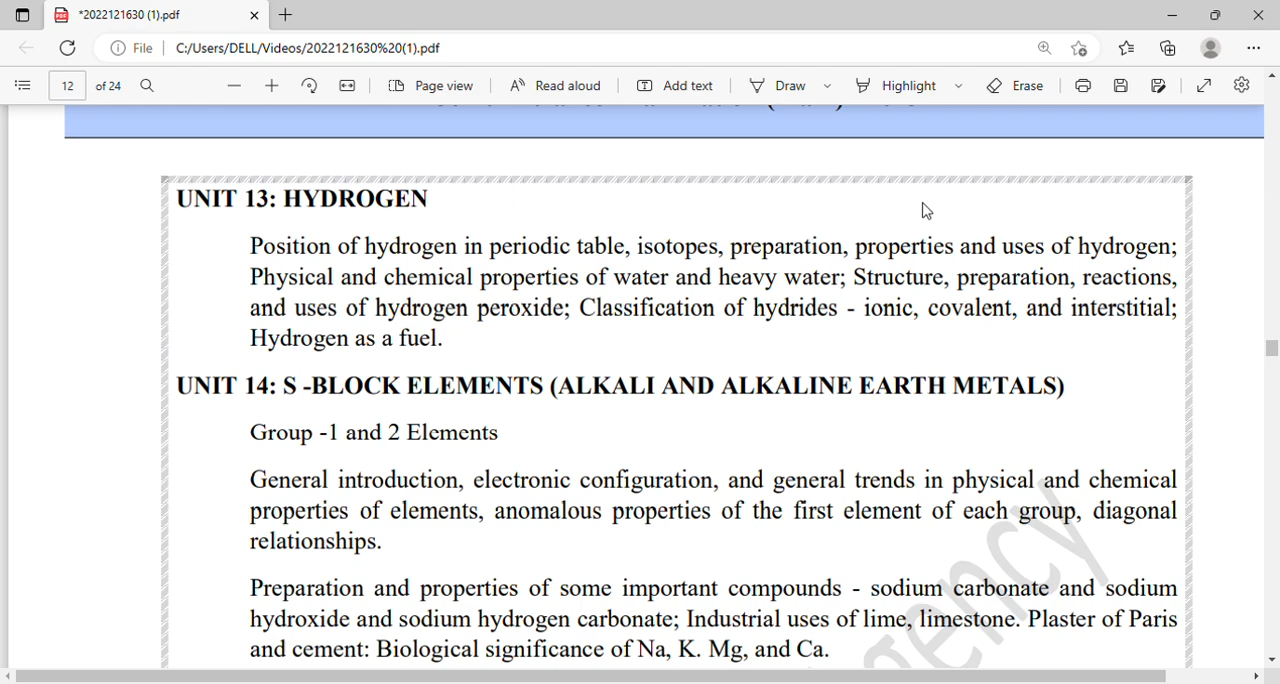 *2022121630 (1).pdf
File C:/Users/DELL/Videos/2022121630%20(1).pdf
12 of 24 Page view Read aloud Add text Draw Highlight Erase
UNIT 13: HYDROGEN
Position of hydrogen in periodic table, isotopes, preparation, properties and uses of hydrogen;
Physical and chemical properties of water and heavy water; Structure, preparation, reactions,
and uses of hydrogen peroxide; Classification of hydrides - ionic, covalent, and interstitial;
Hydrogen as a fuel.
UNIT 14: S -BLOCK ELEMENTS (ALKALI AND ALKALINE EARTH METALS)
Group -1 and 2 Elements
General introduction, electronic configuration, and general trends in physical and chemical
properties of elements, anomalous properties of the first element of each group, diagonal
relationships.
Preparation and properties of some important compounds - sodium carbonate and sodium
hydroxide and sodium hydrogen carbonate; Industrial uses of lime, limestone. Plaster of Paris
and cement: Biological significance of Na, K. Mg, and Ca.